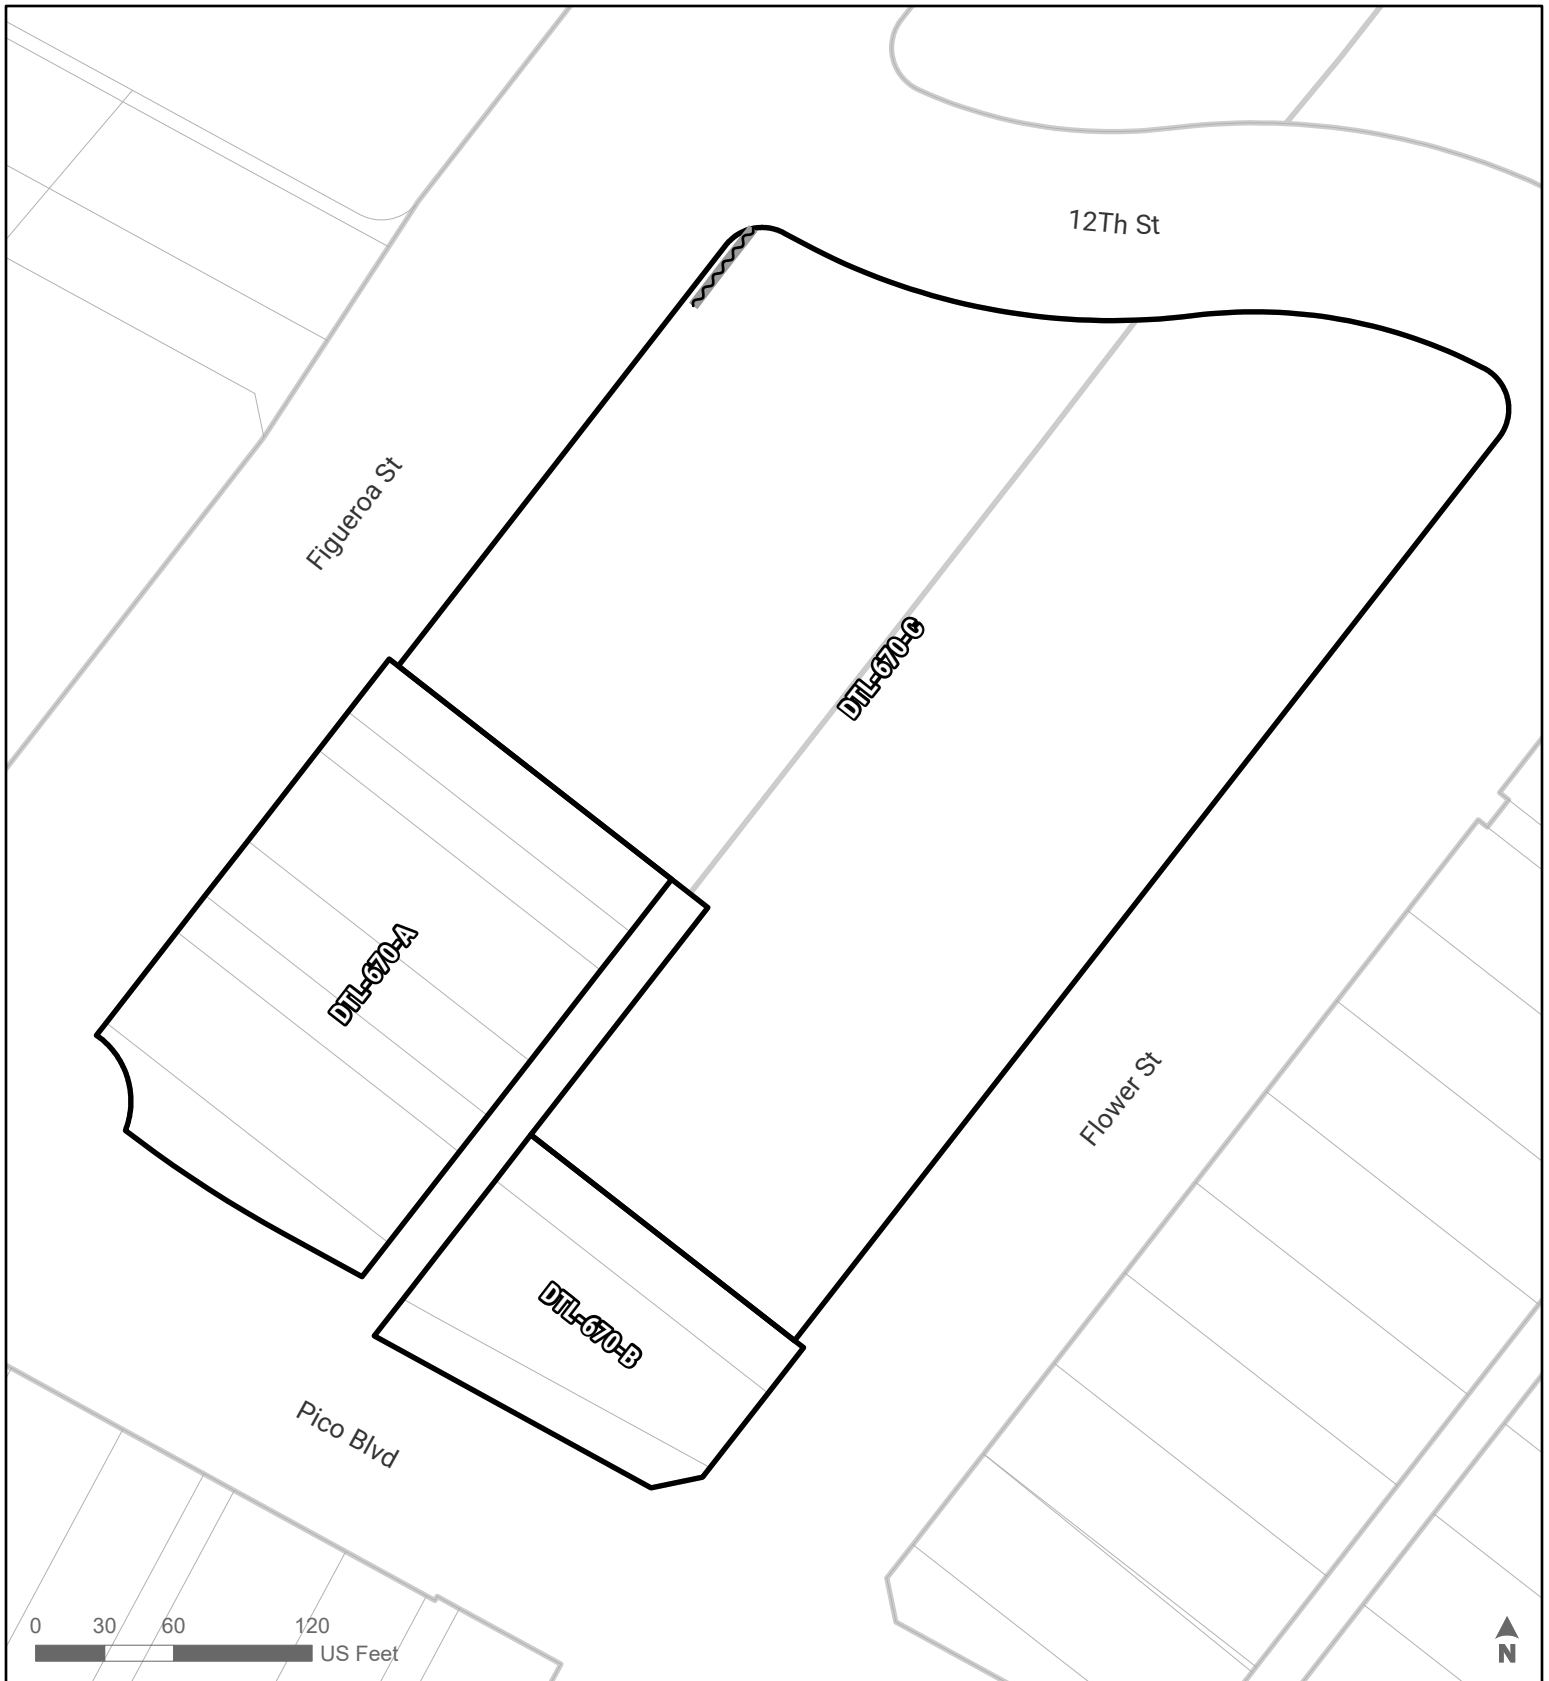 12Th St
Figueroa St
DTL-670-C
DTL-670-A
Flower St
DTL-670-B
Pico Blvd
0 30 60 120
US Feet
N